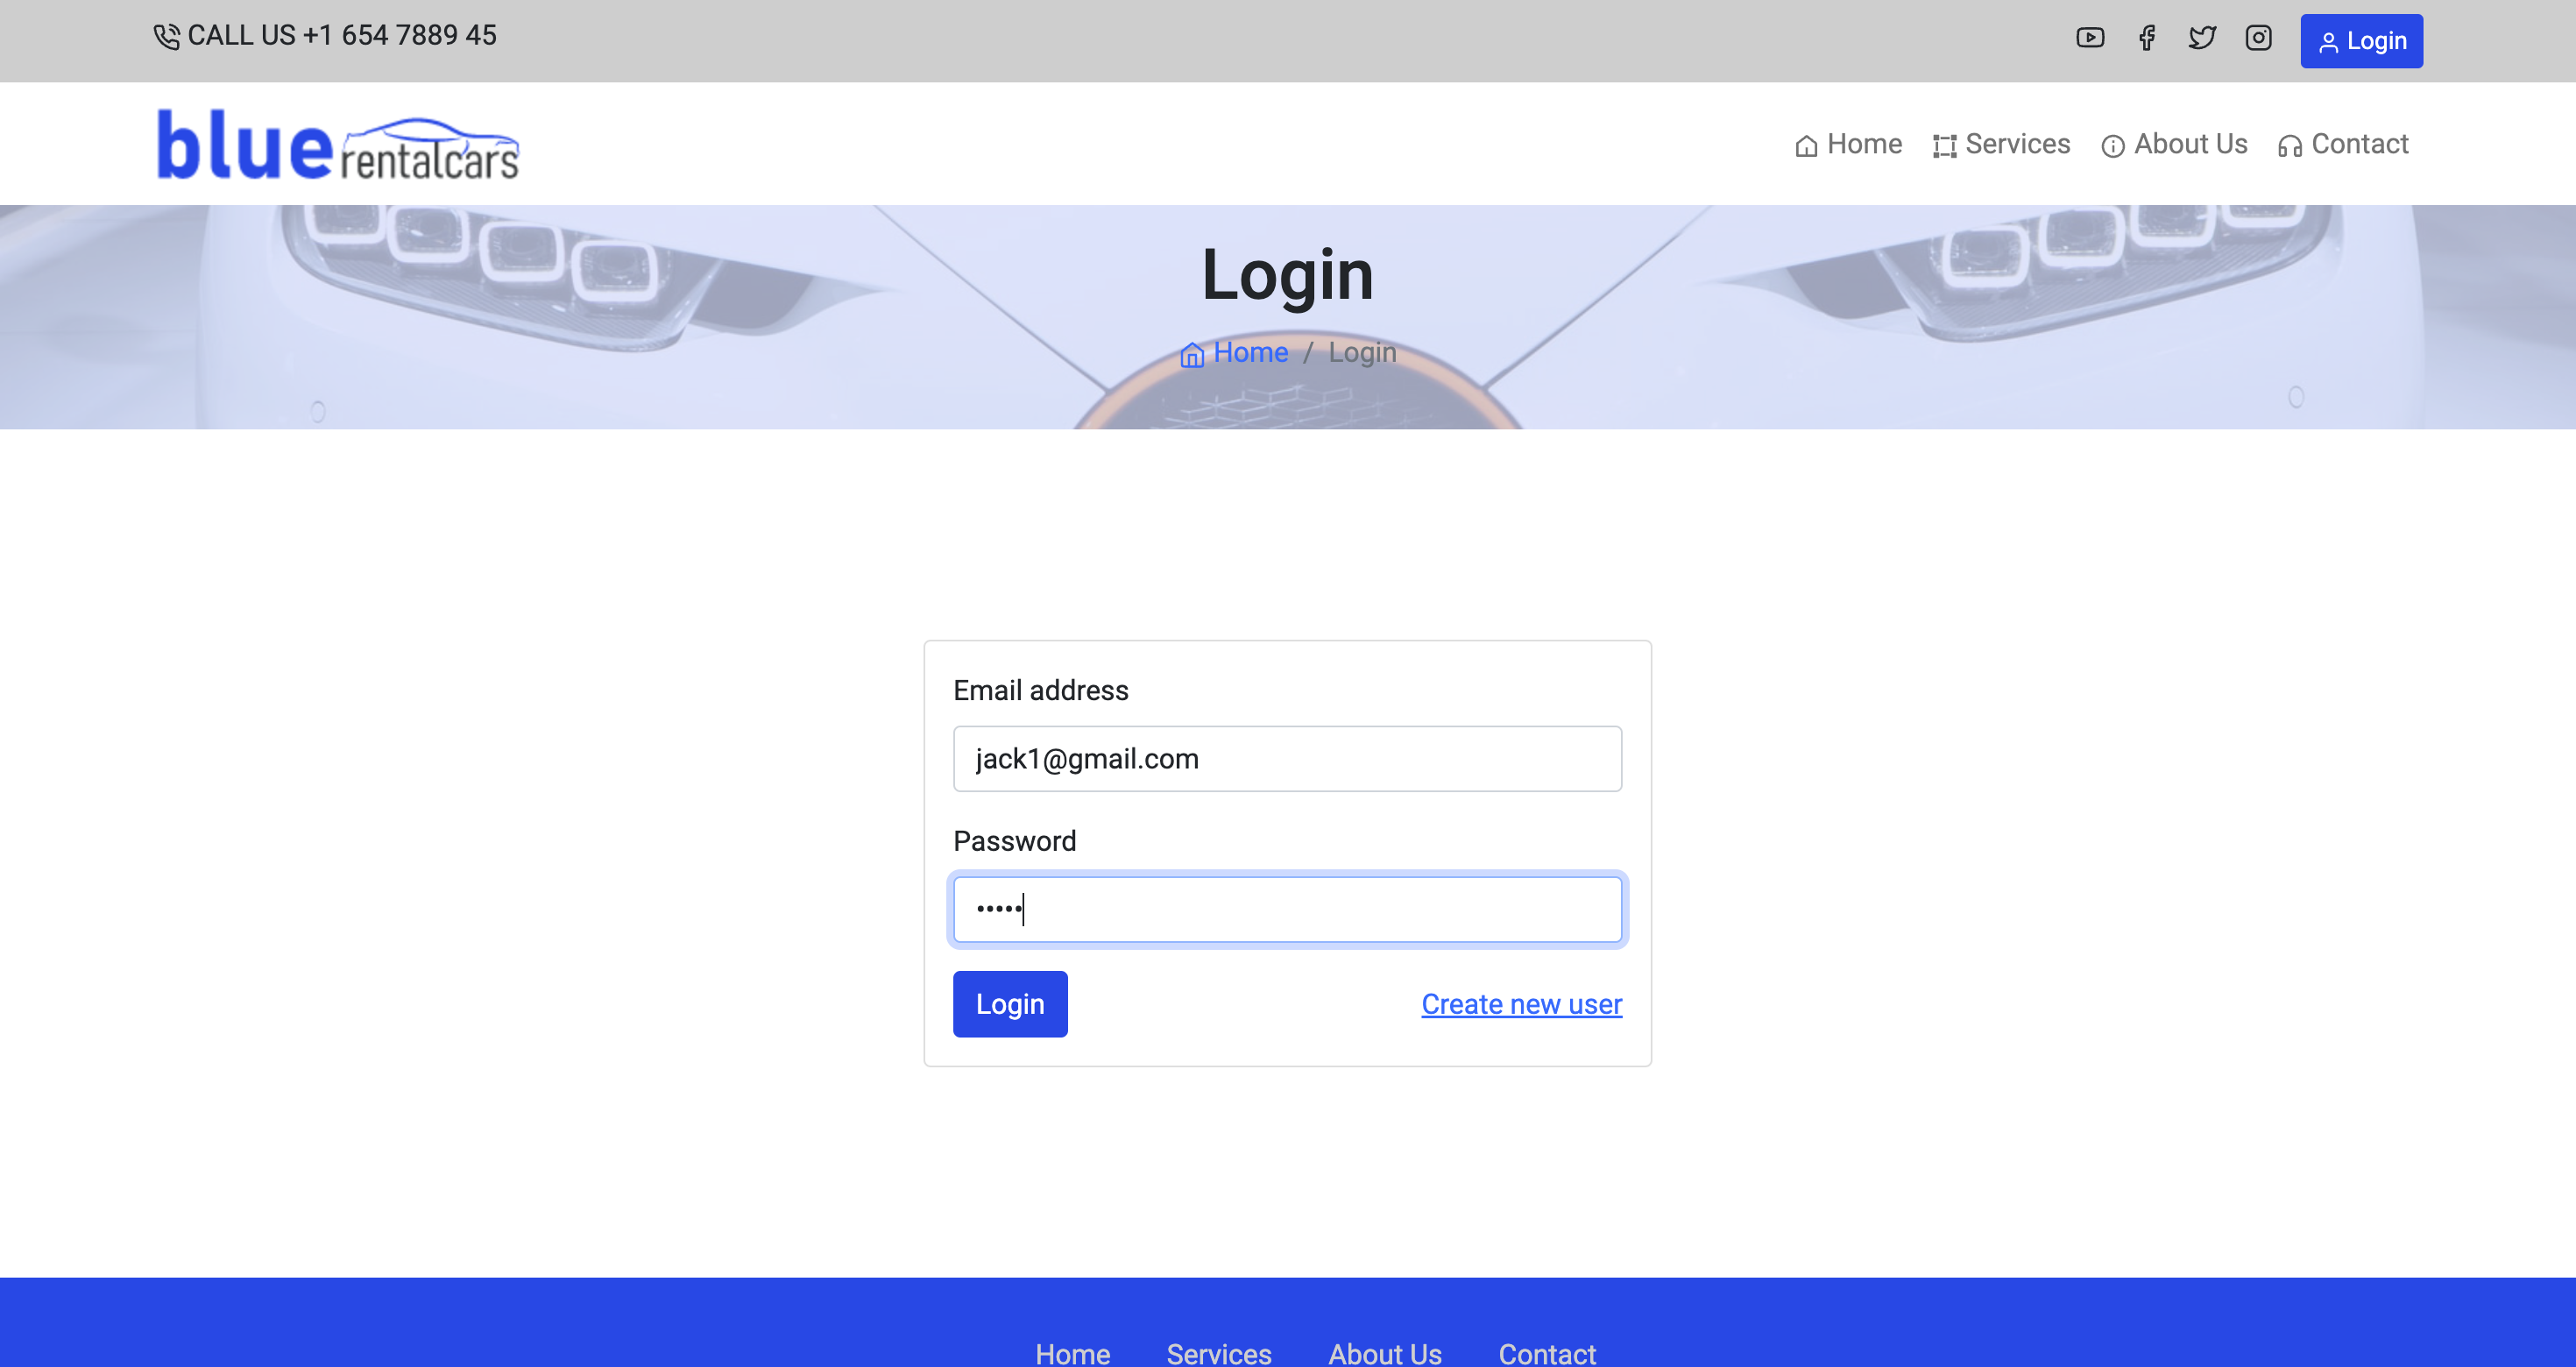 CALL US +1 654 7889 45
Login
blue rentalcars
Home Services About Us Contact
Login
Home / Login
Email address
jack1@gmail.com
Password
•••••
Login Create new user
Home Services About Us Contact